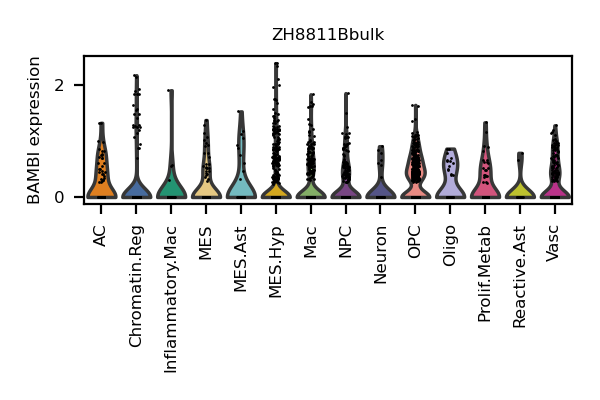 ZH8811Bbulk
BAMBI expression
2
0
AC
Chromatin.Reg
Inflammatory.Mac
MES
MES.Ast
MES.Hyp
Mac
NPC
Neuron
OPC
Oligo
Prolif.Metab
Reactive.Ast
Vasc